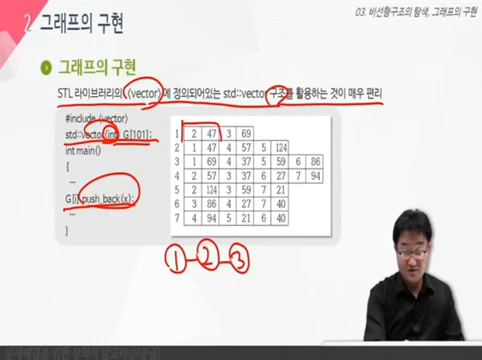 03. 비선형구조의 탐색, 그래프의 구현
2 그래프의 구현
그래프의 구현
STL 라이브러리의 <vector>에 정의되어있는 std::vector 구조를 활용하는 것이 매우 편리
#include <vector>
std::vector<int> G[101];
int main()
{
...
G[i].push_back(x);
...
}
1 2 47 3 69
2 1 47 4 57 5 124
3 1 69 4 37 5 59 6 86
4 2 57 3 37 6 27 7 94
5 2 124 3 59 7 21
6 3 86 4 27 7 40
7 4 94 5 21 6 40
1 2 3